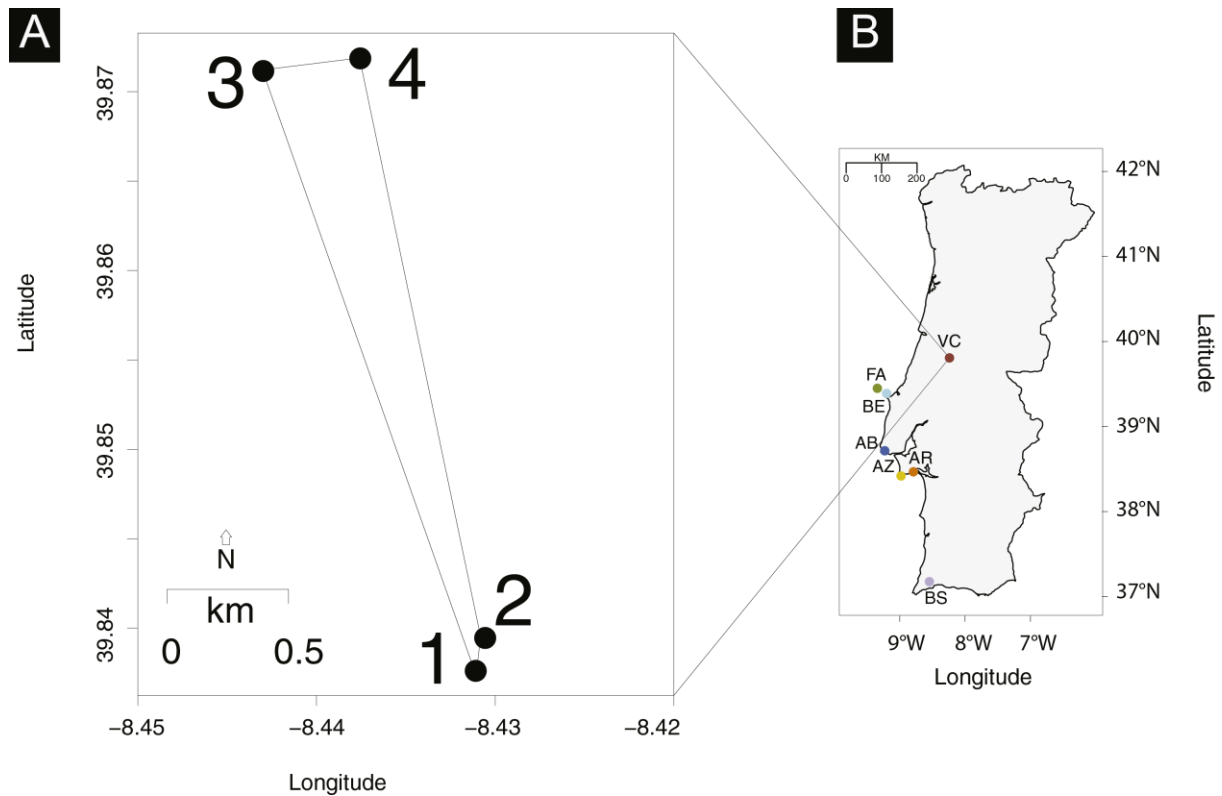 A
3
4
39.87
39.86
39.85
39.84
Latitude
N
km
0 0.5
2
1
−8.45 −8.44 −8.43 −8.42
Longitude
B
KM
0 100 200
42°N
41°N
40°N
39°N
38°N
37°N
Latitude
VC
FA
BE
AB
AZ AR
BS
9°W 8°W 7°W
Longitude